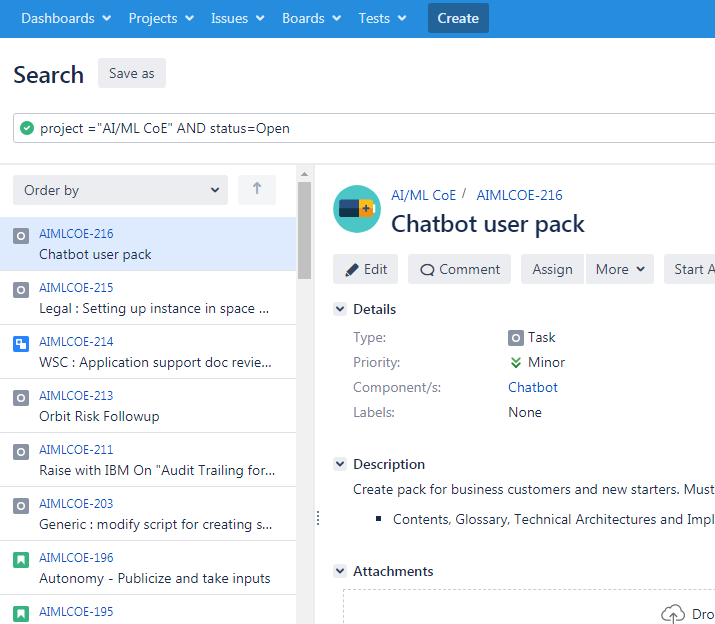 Dashboards Projects Issues Boards Tests Create
Search Save as
project ="AI/ML CoE" AND status=Open
Order by
AIMLCOE-216
Chatbot user pack
AIMLCOE-215
Legal : Setting up instance in space ...
AIMLCOE-214
WSC : Application support doc revie...
AIMLCOE-213
Orbit Risk Followup
AIMLCOE-211
Raise with IBM On "Audit Trailing for...
AIMLCOE-203
Generic : modify script for creating s...
AIMLCOE-196
Autonomy - Publicize and take inputs
AIMLCOE-195
AI/ML CoE / AIMLCOE-216
Chatbot user pack
Edit Comment Assign More Start A
Details
Type: Task
Priority: Minor
Component/s: Chatbot
Labels: None
Description
Create pack for business customers and new starters. Must
Contents, Glossary, Technical Architectures and Impl
Attachments
Dro